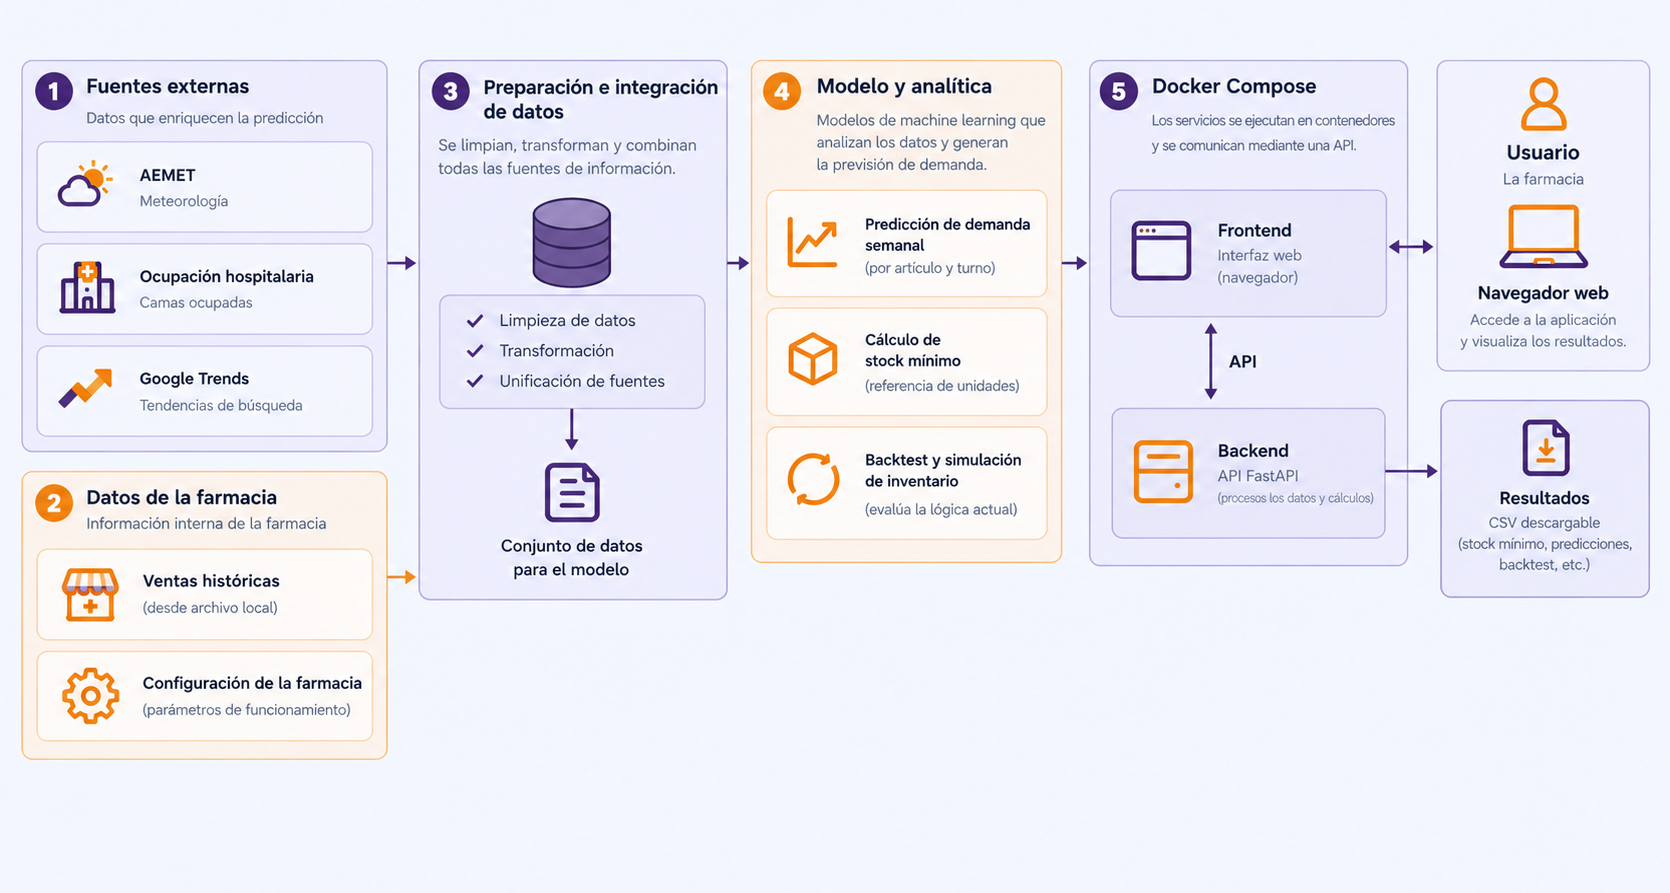 1
Fuentes externas
Datos que enriquecen la predicción
AEMET
Meteorología
Ocupación hospitalaria
Camas ocupadas
Google Trends
Tendencias de búsqueda
2
Datos de la farmacia
Información interna de la farmacia
Ventas históricas
(desde archivo local)
Configuración de la farmacia
(parámetros de funcionamiento)
3
Preparación e integración
de datos
Se limpian, transforman y combinan
todas las fuentes de información.
Limpieza de datos
Transformación
Unificación de fuentes
Conjunto de datos
para el modelo
4
Modelo y analítica
Modelos de machine learning que
analizan los datos y generan
la previsión de demanda.
Predicción de demanda
semanal
(por artículo y turno)
Cálculo de
stock mínimo
(referencia de unidades)
Backtest y simulación
de inventario
(evalúa la lógica actual)
5
Docker Compose
Los servicios se ejecutan en contenedores
y se comunican mediante una API.
Frontend
Interfaz web
(navegador)
API
Backend
API FastAPI
(procesos los datos y cálculos)
Usuario
La farmacia
Navegador web
Accede a la aplicación
y visualiza los resultados.
Resultados
CSV descargable
(stock mínimo, predicciones,
backtest, etc.)